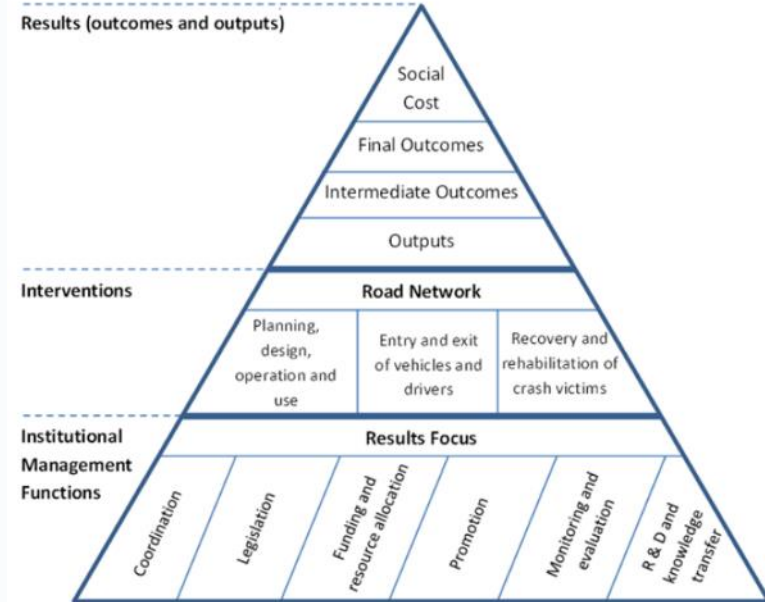 Results (outcomes and outputs)
Social
Cost
Final Outcomes
Intermediate Outcomes
Outputs
Interventions
Road Network
Planning,
design,
operation and
use
Entry and exit
of vehicles and
drivers
Recovery and
rehabilitation of
crash victims
Institutional
Management
Functions
Results Focus
Coordination
Legislation
Funding and
resource allocation
Promotion
Monitoring and
evaluation
R & D and
knowledge
transfer